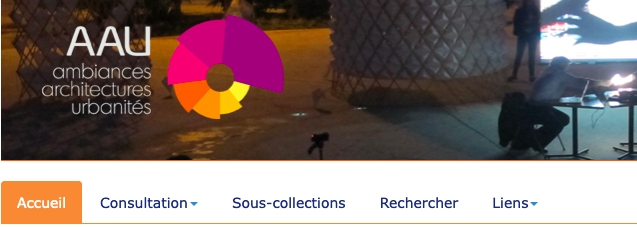 AAU
ambiances
architectures
urbanités
Accueil Consultation Sous-collections Rechercher Liens